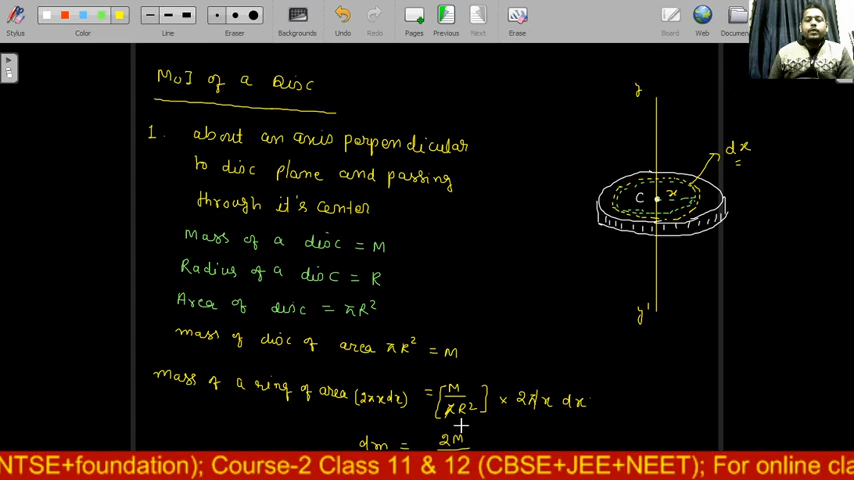 Stylus
Color
Line
Eraser
Backgrounds
Undo
Redo
Pages
Previous
Next
Erase
Board
Web
Documen
MOI of a Disc
1. about an axis perpendicular
to disc plane and passing
through it's center
Mass of a disc = M
Radius of a disc = R
Area of disc = πR²
mass of disc of area πR² = M
Mass of a ring of area (2πxdx) = [M/πR²] × 2πx dx
dm = 2M
y
dx
=
C
x
y'
NTSE+foundation); Course-2 Class 11 & 12 (CBSE+JEE+NEET); For online cla